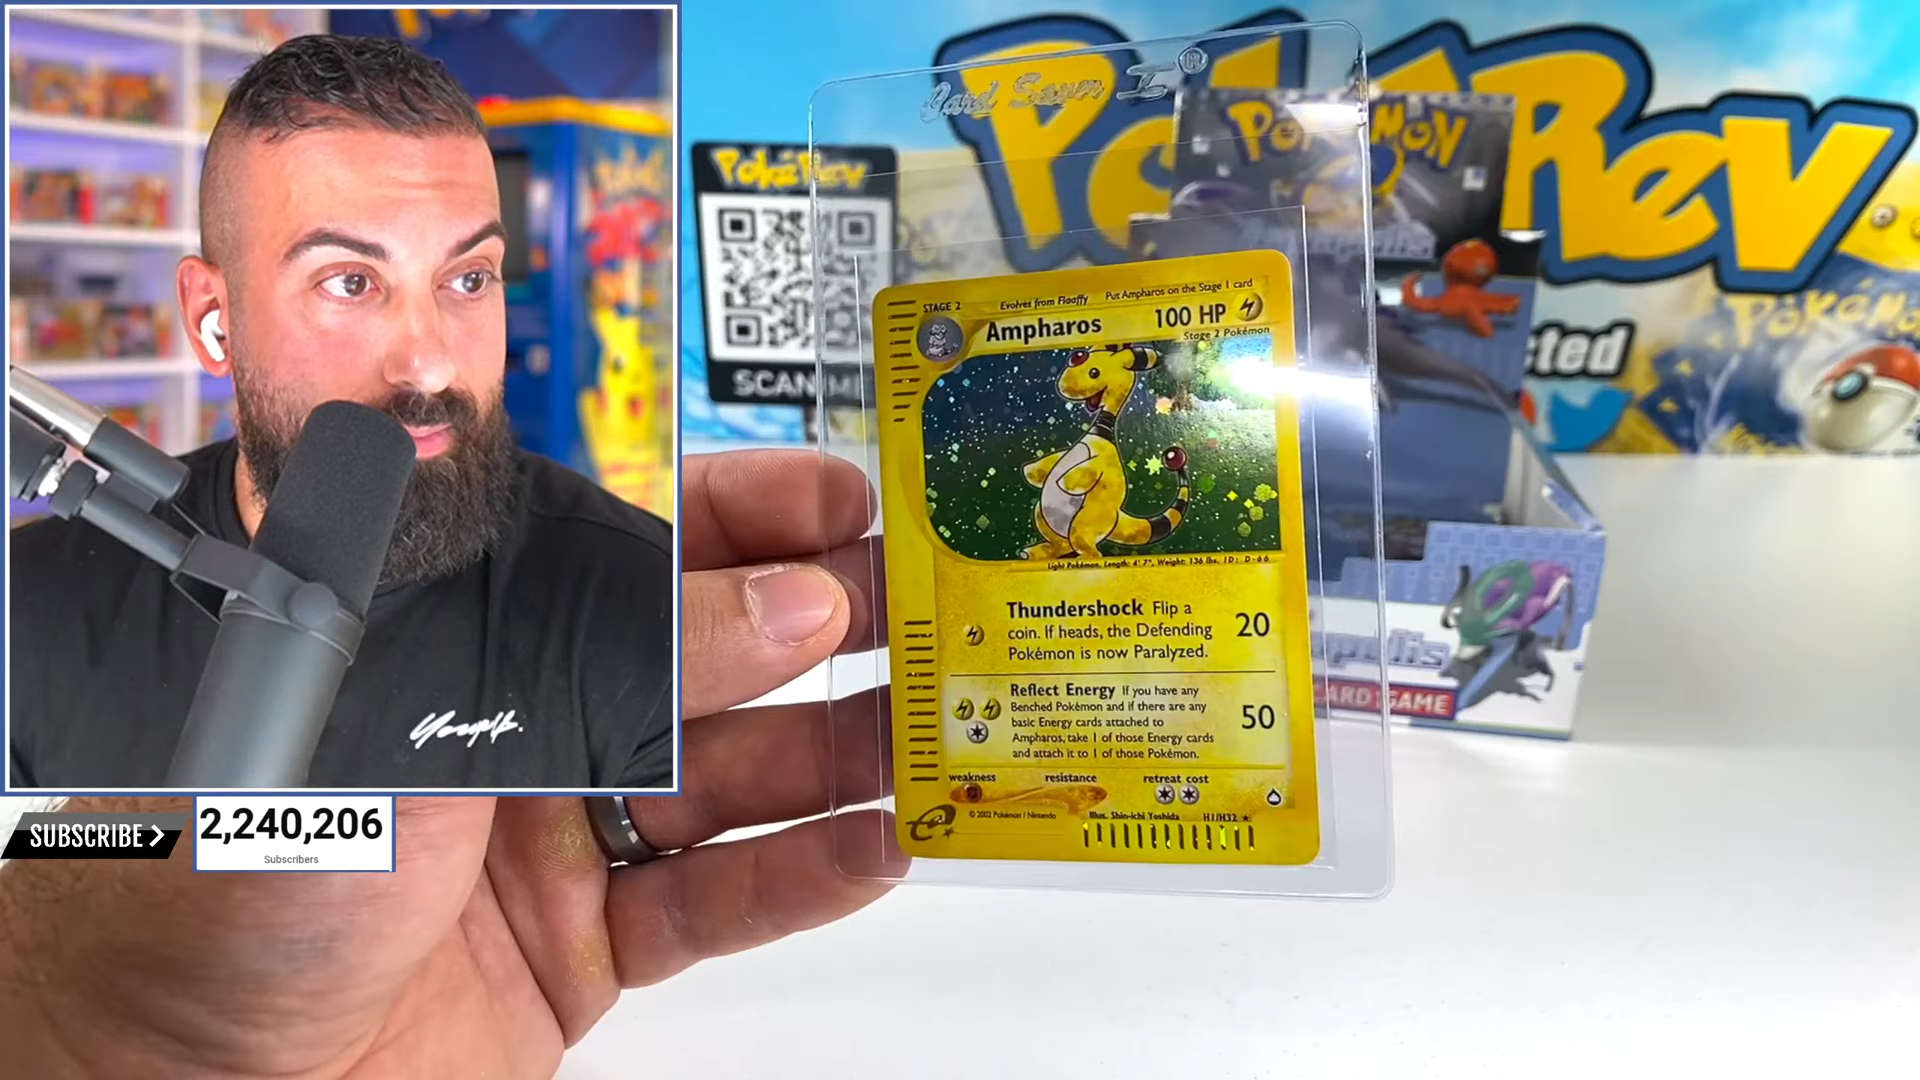 Card Saver I®
POKÉMON
PokéRev
PokéRev
SCAN ME
STAGE 2
Evolves from Flaaffy
Put Ampharos on the Stage 1 card
Ampharos
100 HP
Stage 2 Pokémon
Light Pokémon. Length: 4' 7", Weight: 136 lbs. ID: D-66
Thundershock Flip a
coin. If heads, the Defending
Pokémon is now Paralyzed.
20
Reflect Energy If you have any
Benched Pokémon and if there are any
basic Energy cards attached to
Ampharos, take 1 of those Energy cards
and attach it to 1 of those Pokémon.
50
weakness
resistance
retreat cost
e
© 2002 Pokémon / Nintendo
Illus. Shin-ichi Yoshida
H1/H32 ★
CARD GAME
SUBSCRIBE
2,240,206
Subscribers